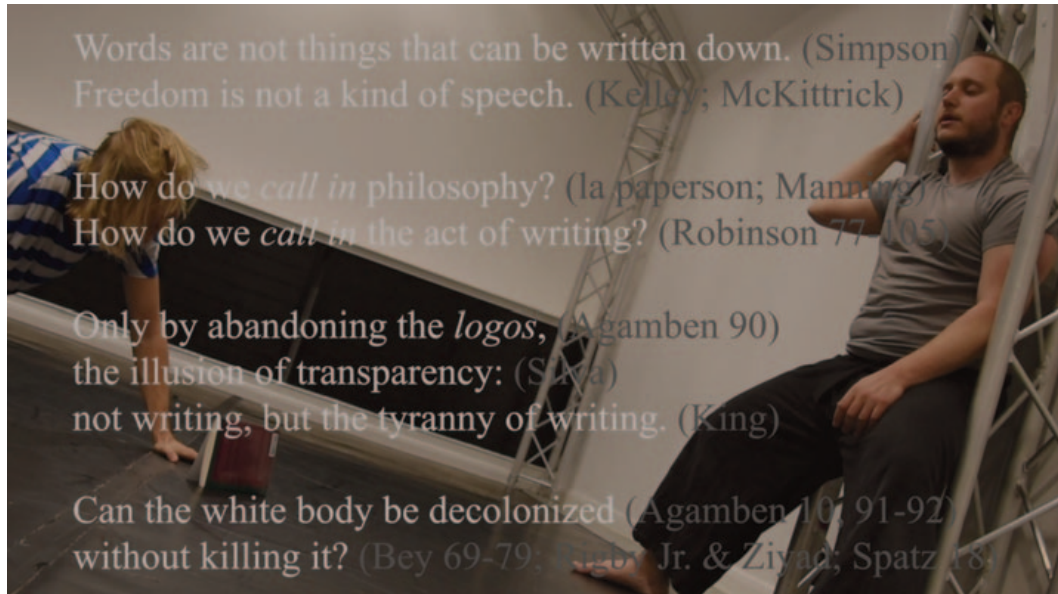 Words are not things that can be written down. (Simpson)
Freedom is not a kind of speech. (Kelley; McKittrick)
How do we call in philosophy? (la paperson; Manning)
How do we call in the act of writing? (Robinson 77-105)
Only by abandoning the logos, (Agamben 90)
the illusion of transparency: (Silva)
not writing, but the tyranny of writing. (King)
Can the white body be decolonized (Agamben 10, 91-92)
without killing it? (Bey 69-79; Rigby Jr. & Ziyad; Spatz 18)